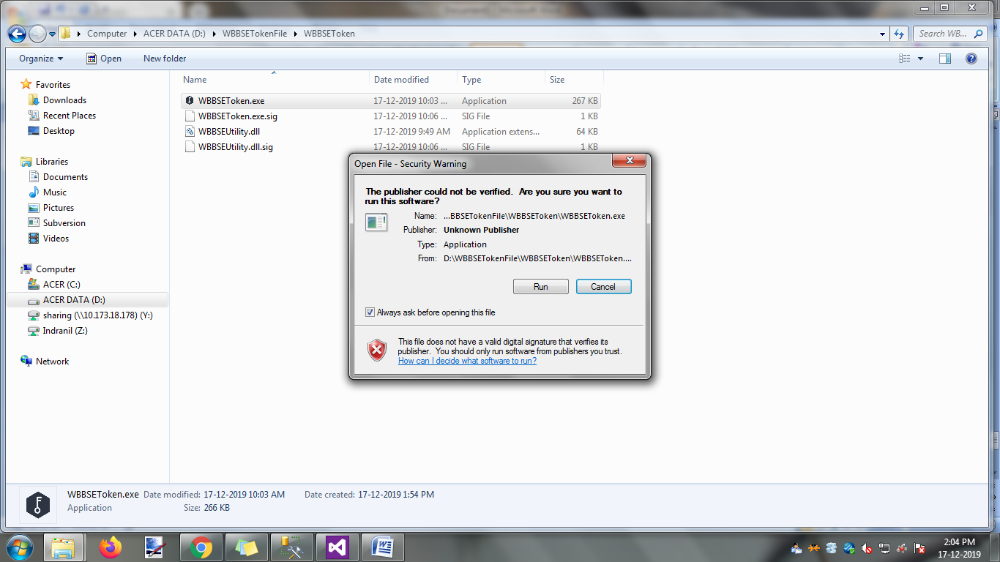 Computer ▸ ACER DATA (D:) ▸ WBBSETokenFile ▸ WBBSEToken
Search WB...
Organize Open New folder
Name Date modified Type Size
Favorites
Downloads
Recent Places
Desktop
Libraries
Documents
Music
Pictures
Subversion
Videos
Computer
ACER (C:)
ACER DATA (D:)
sharing (\\10.173.18.178) (Y:)
Indranil (Z:)
Network
WBBSEToken.exe 17-12-2019 10:03 ... Application 267 KB
WBBSEToken.exe.sig 17-12-2019 10:06 ... SIG File 1 KB
WBBSEUtility.dll 17-12-2019 9:49 AM Application extens... 64 KB
WBBSEUtility.dll.sig 17-12-2019 10:06 ... SIG File 1 KB
Open File - Security Warning
The publisher could not be verified. Are you sure you want to
run this software?
Name: ...BBSETokenFile\WBBSEToken\WBBSEToken.exe
Publisher: Unknown Publisher
Type: Application
From: D:\WBBSETokenFile\WBBSEToken\WBBSEToken....
Run Cancel
Always ask before opening this file
This file does not have a valid digital signature that verifies its
publisher. You should only run software from publishers you trust.
How can I decide what software to run?
WBBSEToken.exe Date modified: 17-12-2019 10:03 AM Date created: 17-12-2019 1:54 PM
Application Size: 266 KB
2:04 PM
17-12-2019